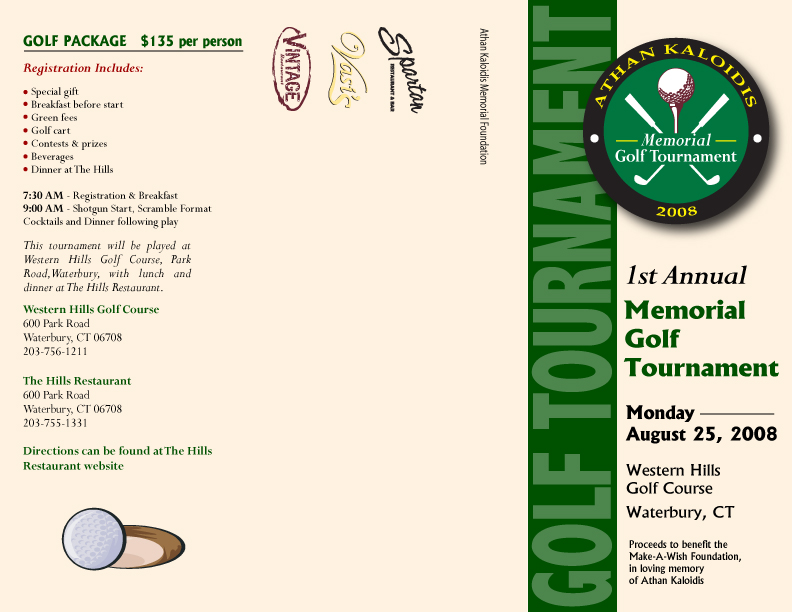 GOLF PACKAGE $135 per person
Registration Includes:
• Special gift
• Breakfast before start
• Green fees
• Golf cart
• Contests & prizes
• Beverages
• Dinner at The Hills
7:30 AM - Registration & Breakfast
9:00 AM - Shotgun Start, Scramble Format
Cocktails and Dinner following play
This tournament will be played at
Western Hills Golf Course, Park
Road,Waterbury, with lunch and
dinner at The Hills Restaurant.
Western Hills Golf Course
600 Park Road
Waterbury, CT 06708
203-756-1211
The Hills Restaurant
600 Park Road
Waterbury, CT 06708
203-755-1331
Directions can be found at The Hills
Restaurant website
VINTAGE
Vasi's
Spartan
RESTAURANT & BAR
Athan Kaloidis Memorial Foundation
GOLF TOURNAMENT
ATHAN KALOIDIS
Memorial
Golf Tournament
2008
1st Annual
Memorial
Golf
Tournament
Monday
August 25, 2008
Western Hills
Golf Course
Waterbury, CT
Proceeds to benefit the
Make-A-Wish Foundation,
in loving memory
of Athan Kaloidis